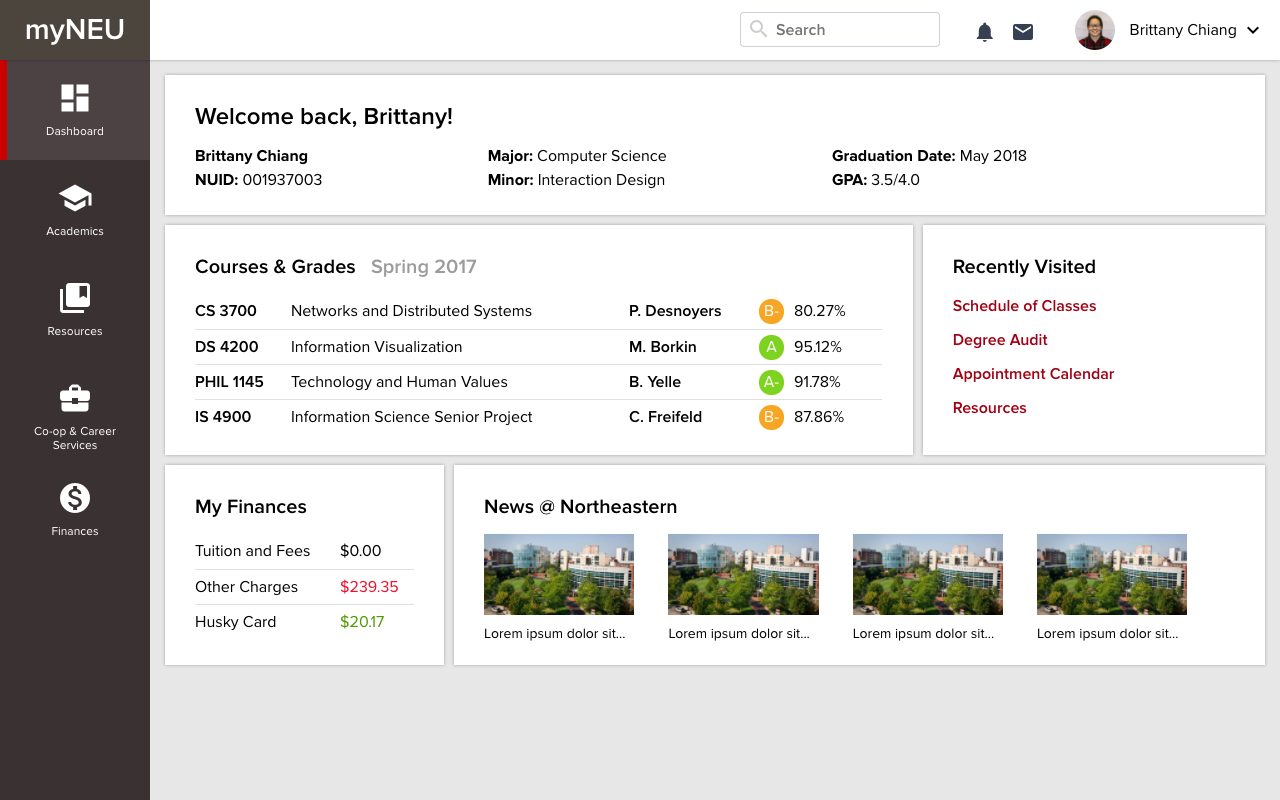 myNEU
Search
Brittany Chiang
Dashboard
Academics
Resources
Co-op & Career
Services
Finances
Welcome back, Brittany!
Brittany Chiang
NUID: 001937003
Major: Computer Science
Minor: Interaction Design
Graduation Date: May 2018
GPA: 3.5/4.0
Courses & Grades Spring 2017
CS 3700 Networks and Distributed Systems P. Desnoyers B- 80.27%
DS 4200 Information Visualization M. Borkin A 95.12%
PHIL 1145 Technology and Human Values B. Yelle A- 91.78%
IS 4900 Information Science Senior Project C. Freifeld B- 87.86%
Recently Visited
Schedule of Classes
Degree Audit
Appointment Calendar
Resources
My Finances
Tuition and Fees $0.00
Other Charges $239.35
Husky Card $20.17
News @ Northeastern
Lorem ipsum dolor sit...
Lorem ipsum dolor sit...
Lorem ipsum dolor sit...
Lorem ipsum dolor sit...